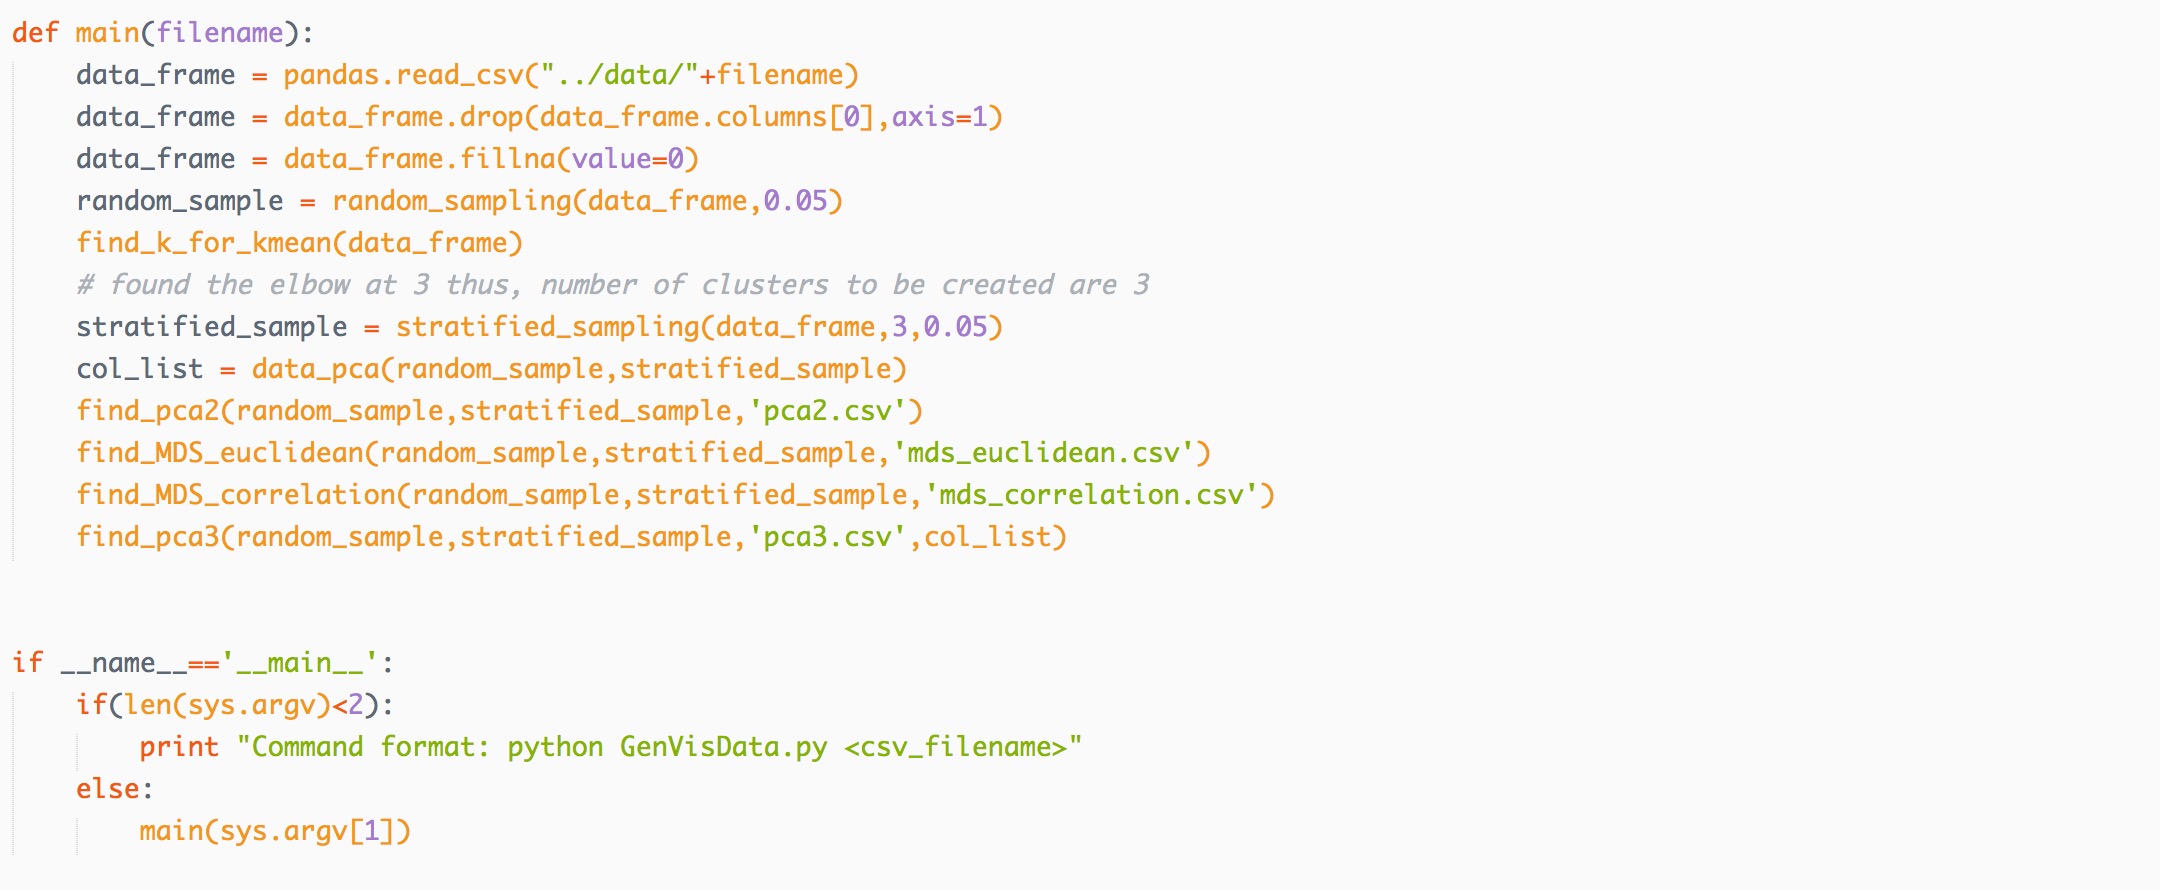 def main(filename):
    data_frame = pandas.read_csv("../data/"+filename)
    data_frame = data_frame.drop(data_frame.columns[0],axis=1)
    data_frame = data_frame.fillna(value=0)
    random_sample = random_sampling(data_frame,0.05)
    find_k_for_kmean(data_frame)
    # found the elbow at 3 thus, number of clusters to be created are 3
    stratified_sample = stratified_sampling(data_frame,3,0.05)
    col_list = data_pca(random_sample,stratified_sample)
    find_pca2(random_sample,stratified_sample,'pca2.csv')
    find_MDS_euclidean(random_sample,stratified_sample,'mds_euclidean.csv')
    find_MDS_correlation(random_sample,stratified_sample,'mds_correlation.csv')
    find_pca3(random_sample,stratified_sample,'pca3.csv',col_list)
if __name__=='__main__':
    if(len(sys.argv)<2):
        print "Command format: python GenVisData.py <csv_filename>"
    else:
        main(sys.argv[1])